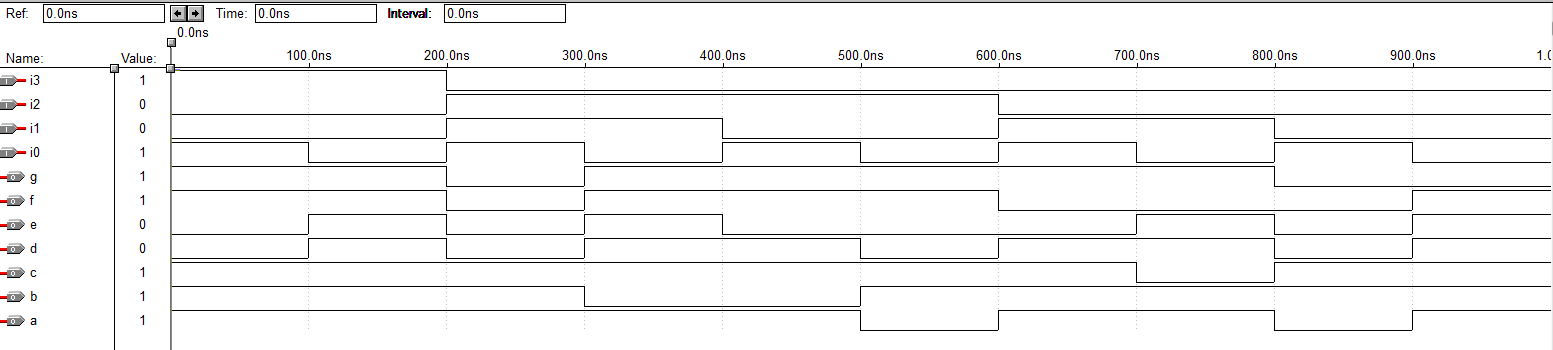 Ref: 0.0ns Time: 0.0ns Interval: 0.0ns
0.0ns
Name: Value: 100.0ns 200.0ns 300.0ns 400.0ns 500.0ns 600.0ns 700.0ns 800.0ns 900.0ns 1.0
i3 1
i2 0
i1 0
i0 1
g 1
f 1
e 0
d 0
c 1
b 1
a 1